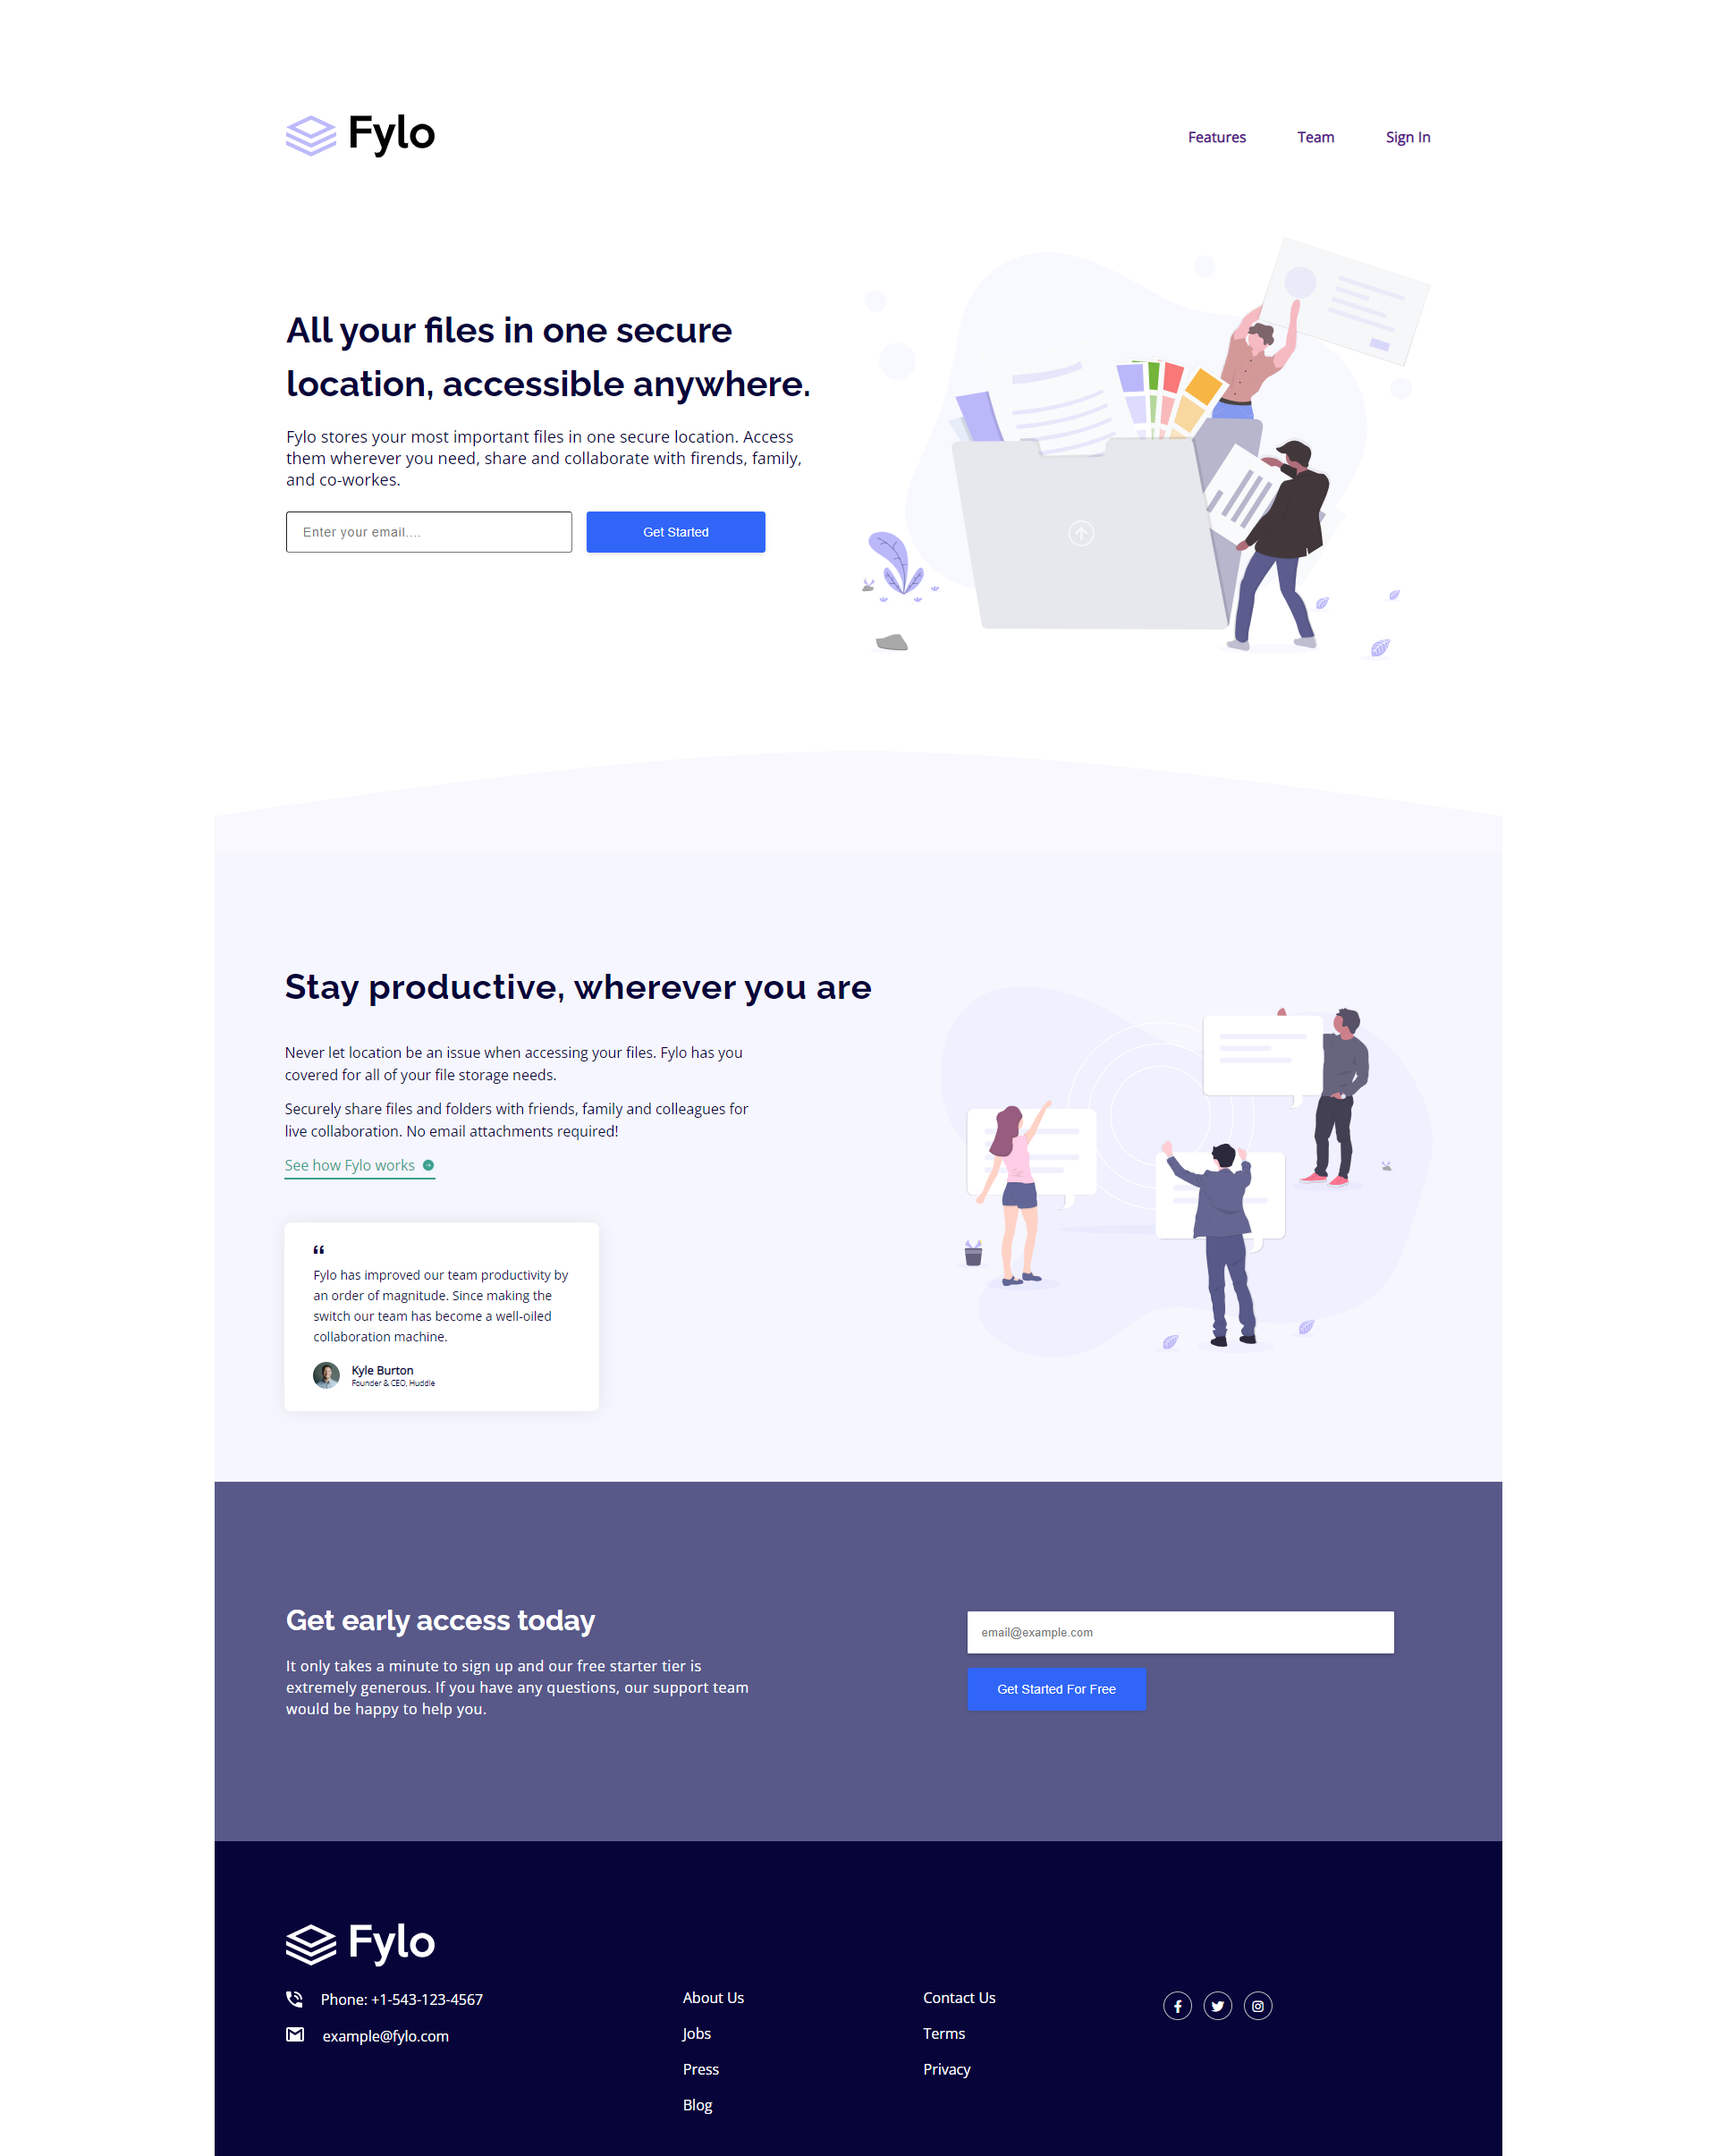 Fylo
Features
Team
Sign In
All your files in one secure
location, accessible anywhere.
Fylo stores your most important files in one secure location. Access
them wherever you need, share and collaborate with firends, family,
and co-workes.
Enter your email....
Get Started
Stay productive, wherever you are
Never let location be an issue when accessing your files. Fylo has you
covered for all of your file storage needs.
Securely share files and folders with friends, family and colleagues for
live collaboration. No email attachments required!
See how Fylo works
“
Fylo has improved our team productivity by
an order of magnitude. Since making the
switch our team has become a well-oiled
collaboration machine.
Kyle Burton
Founder & CEO, Huddle
Get early access today
It only takes a minute to sign up and our free starter tier is
extremely generous. If you have any questions, our support team
would be happy to help you.
email@example.com
Get Started For Free
Fylo
Phone: +1-543-123-4567
example@fylo.com
About Us
Jobs
Press
Blog
Contact Us
Terms
Privacy